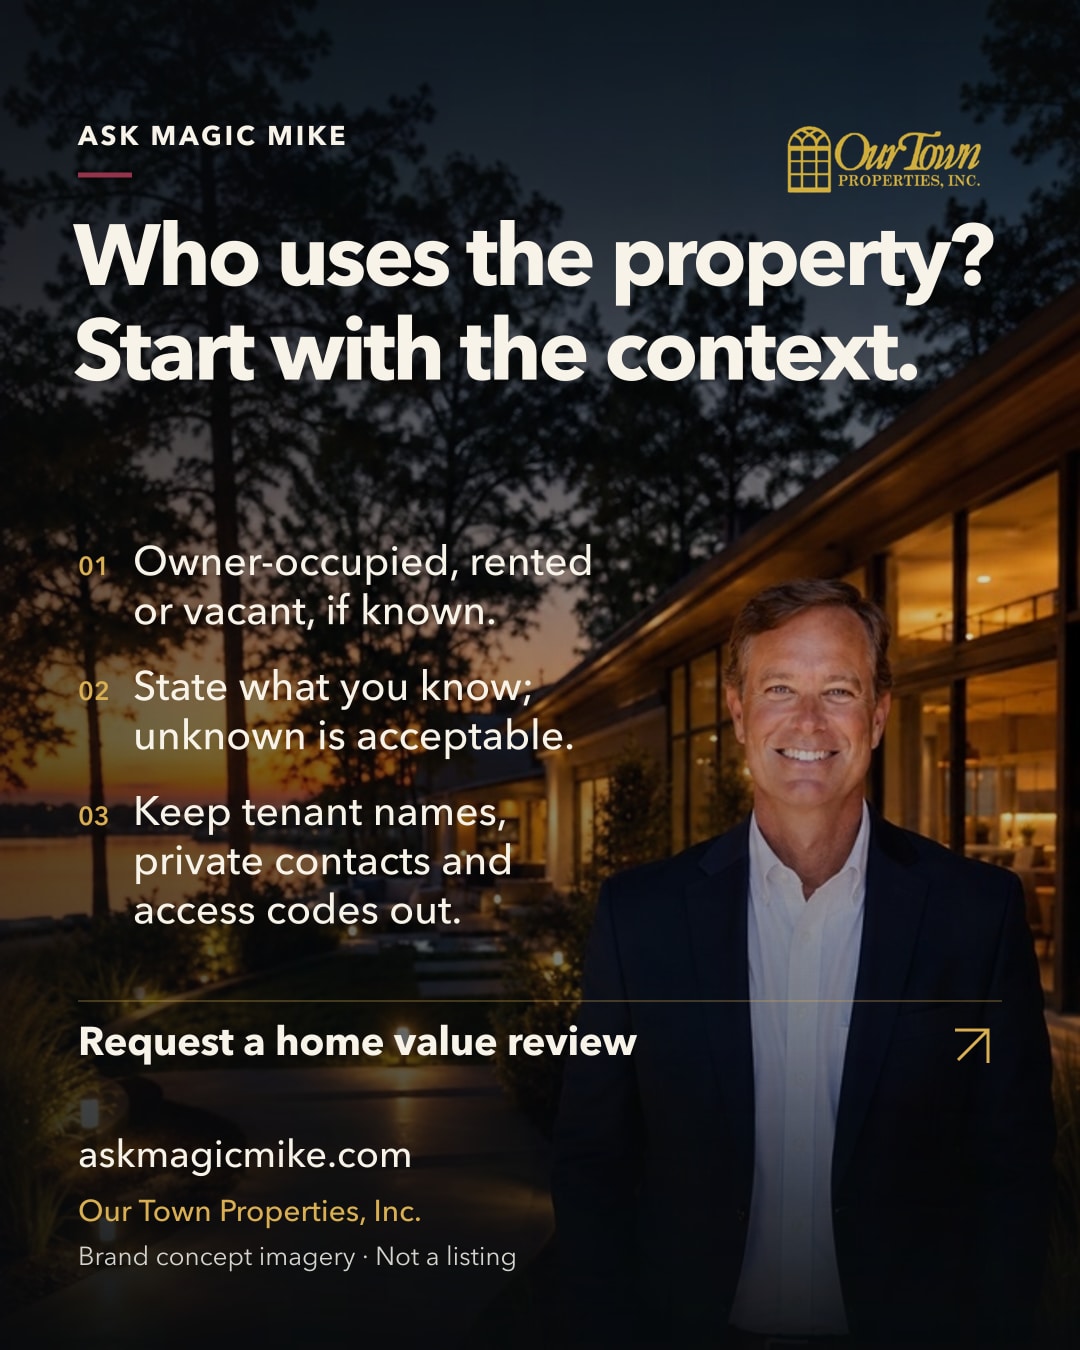 ASK MAGIC MIKE
Our Town
PROPERTIES, INC.
Who uses the property?
Start with the context.
01 Owner-occupied, rented
or vacant, if known.
02 State what you know;
unknown is acceptable.
03 Keep tenant names,
private contacts and
access codes out.
Request a home value review
askmagicmike.com
Our Town Properties, Inc.
Brand concept imagery · Not a listing